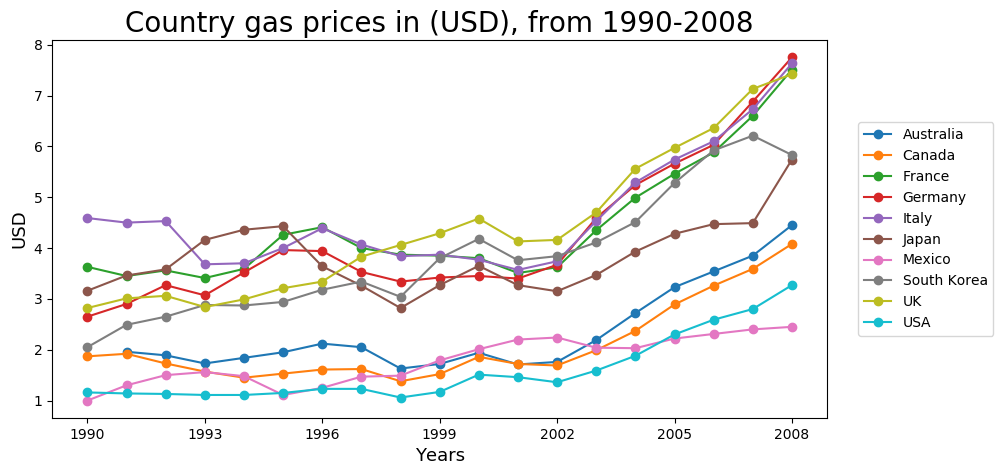 Country gas prices in (USD), from 1990-2008
USD
8
7
6
5
4
3
2
1
1990
1993
1996
1999
2002
2005
2008
Years
Australia
Canada
France
Germany
Italy
Japan
Mexico
South Korea
UK
USA